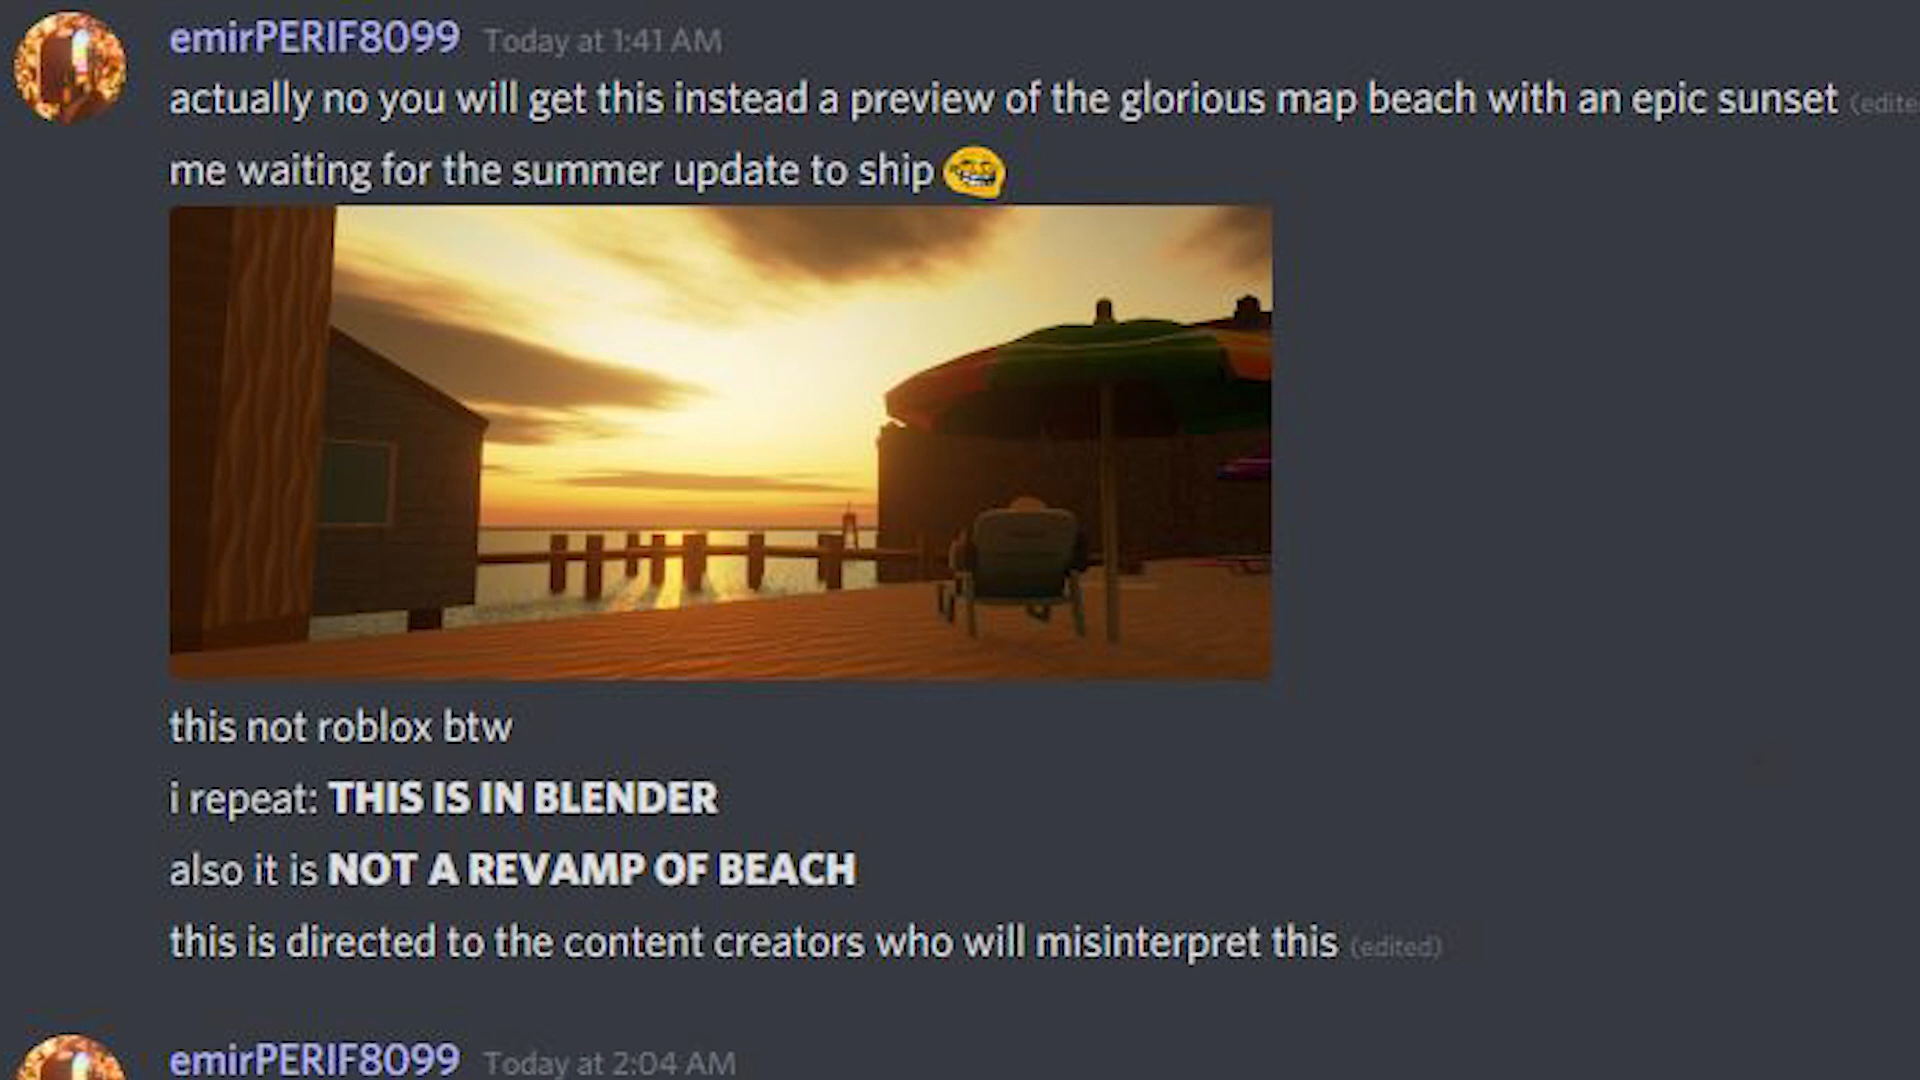 emirPERIF8099 Today at 1:41 AM
actually no you will get this instead a preview of the glorious map beach with an epic sunset (edite
me waiting for the summer update to ship
this not roblox btw
i repeat: THIS IS IN BLENDER
also it is NOT A REVAMP OF BEACH
this is directed to the content creators who will misinterpret this (edited)
emirPERIF8099 Today at 2:04 AM